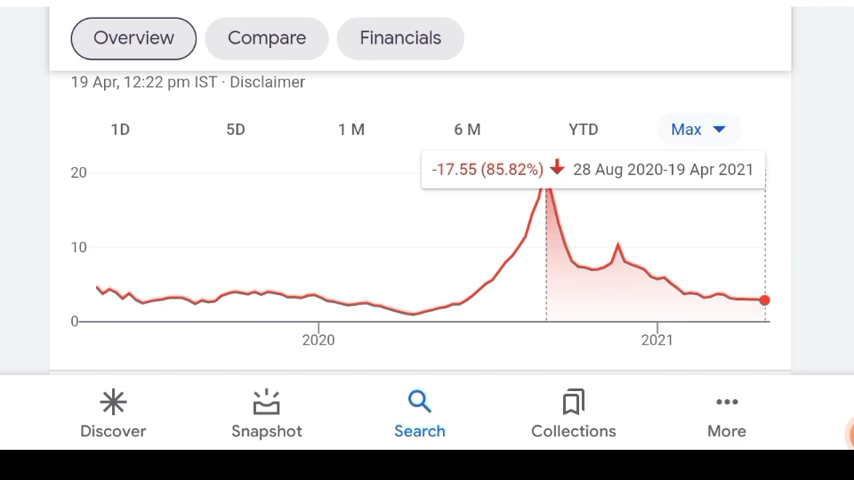 Overview Compare Financials
19 Apr, 12:22 pm IST · Disclaimer
1D 5D 1 M 6 M YTD Max
-17.55 (85.82%) 28 Aug 2020-19 Apr 2021
20
10
0
2020 2021
Discover Snapshot Search Collections More